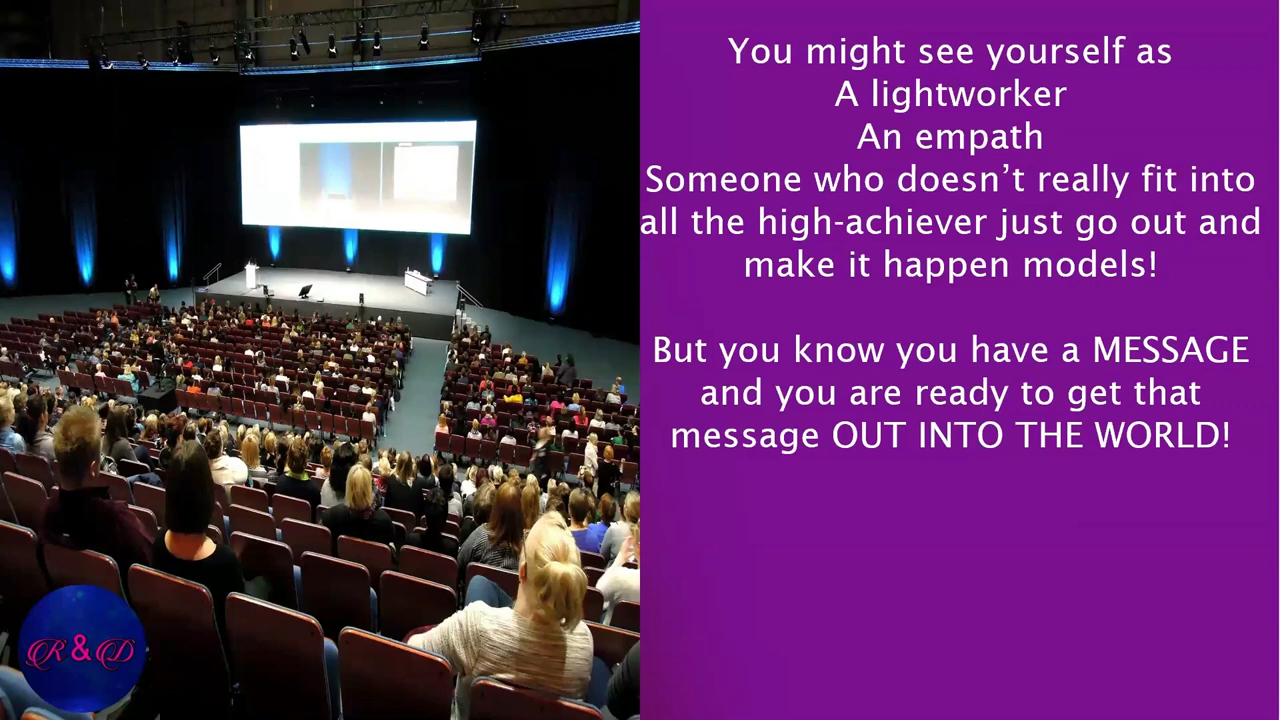 You might see yourself as
A lightworker
An empath
Someone who doesn’t really fit into
all the high-achiever just go out and
make it happen models!
But you know you have a MESSAGE
and you are ready to get that
message OUT INTO THE WORLD!
R&D